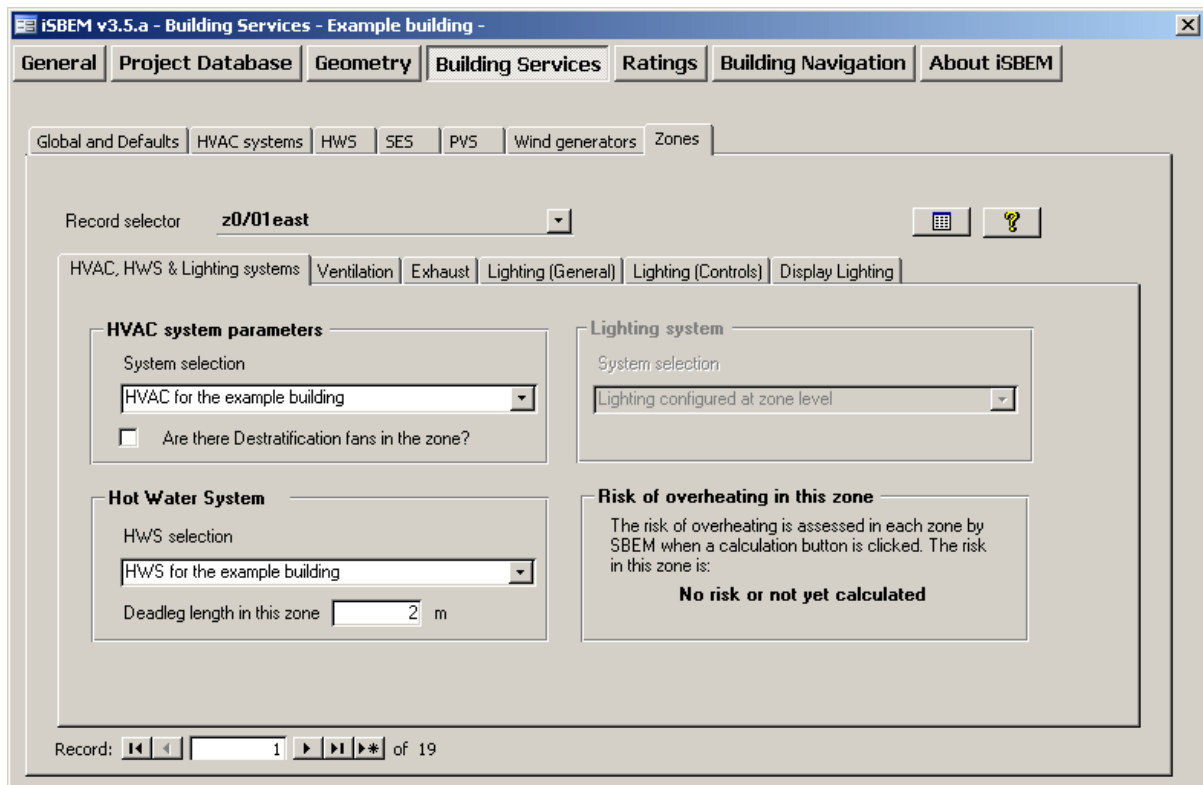 iSBEM v3.5.a - Building Services - Example building -
General Project Database Geometry Building Services Ratings Building Navigation About iSBEM
Global and Defaults HVAC systems HWS SES PVS Wind generators Zones
Record selector z0/01east
HVAC, HWS & Lighting systems Ventilation Exhaust Lighting (General) Lighting (Controls) Display Lighting
HVAC system parameters
System selection
HVAC for the example building
Are there Destratification fans in the zone?
Lighting system
System selection
Lighting configured at zone level
Hot Water System
HWS selection
HWS for the example building
Deadleg length in this zone 2 m
Risk of overheating in this zone
The risk of overheating is assessed in each zone by
SBEM when a calculation button is clicked. The risk
in this zone is:
No risk or not yet calculated
Record: 1 of 19